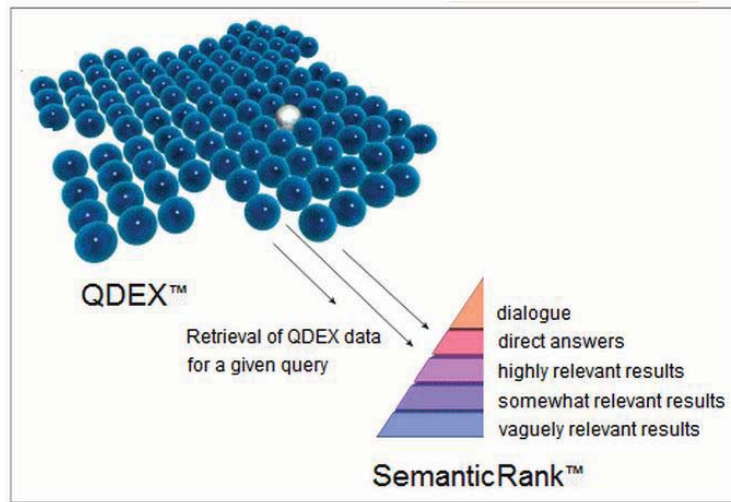 QDEX™
Retrieval of QDEX data
for a given query
dialogue
direct answers
highly relevant results
somewhat relevant results
vaguely relevant results
SemanticRank™